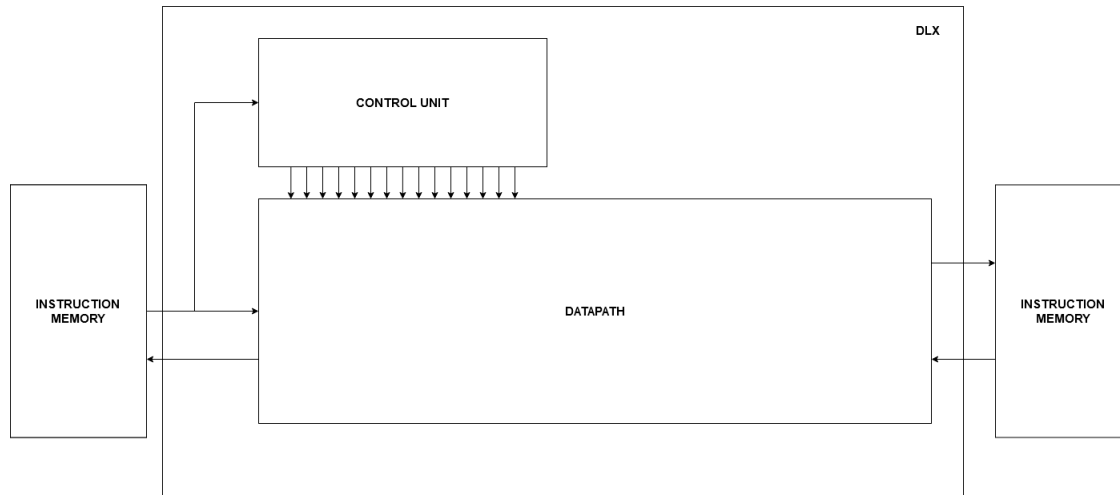 DLX
CONTROL UNIT
INSTRUCTION
MEMORY
DATAPATH
INSTRUCTION
MEMORY